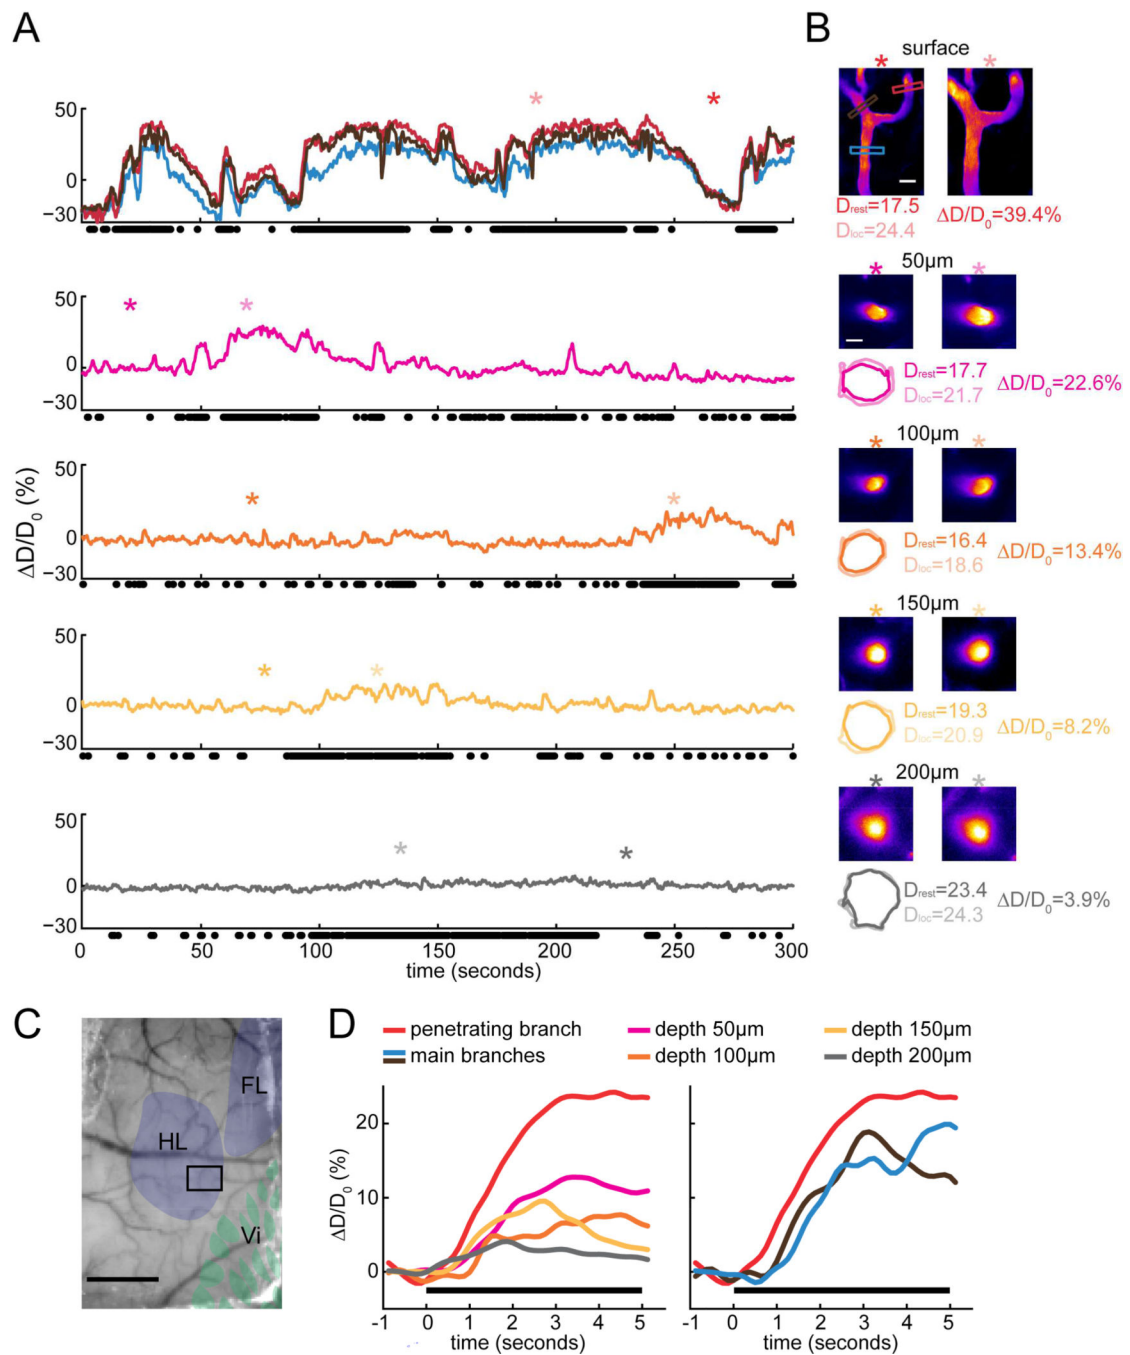 A
50
0
−30
50
0
−30
50
0
−30
50
0
−30
50
0
−30
ΔD/D0 (%)
0 50 100 150 200 250 300
time (seconds)
B
surface
* *
Drest=17.5
Dloc=24.4
ΔD/D0=39.4%
50µm
* *
Drest=17.7
Dloc=21.7
ΔD/D0=22.6%
100µm
* *
Drest=16.4
Dloc=18.6
ΔD/D0=13.4%
150µm
* *
Drest=19.3
Dloc=20.9
ΔD/D0=8.2%
200µm
* *
Drest=23.4
Dloc=24.3
ΔD/D0=3.9%
C
FL
HL
Vi
D
penetrating branch
main branches
depth 50µm
depth 100µm
depth 150µm
depth 200µm
ΔD/D0 (%)
20
10
0
-1 0 1 2 3 4 5
time (seconds)
-1 0 1 2 3 4 5
time (seconds)